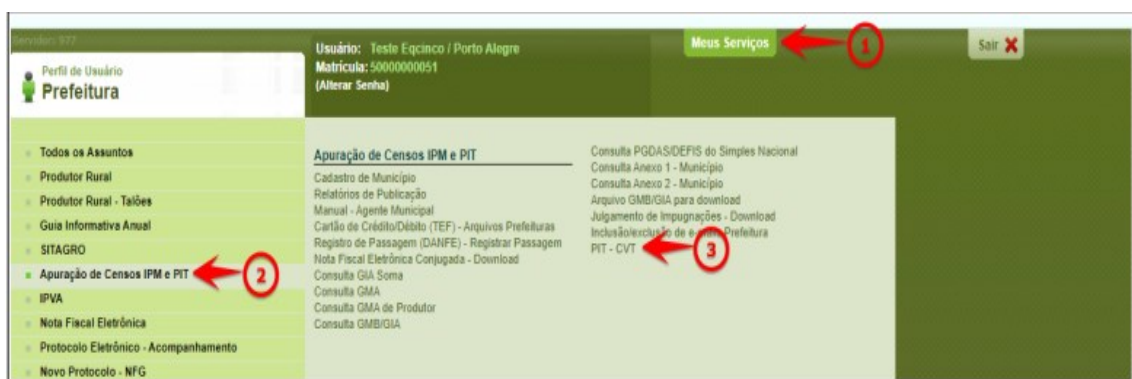 Servidor: S77
Perfil de Usuário
Prefeitura
Usuário: Teste Eqcinco / Porto Alegre
Matrícula: 50000000051
(Alterar Senha)
Meus Serviços
1
Sair
Todos os Assuntos
Produtor Rural
Produtor Rural - Talões
Guia Informativa Anual
SITAGRO
Apuração de Censos IPM e PIT
2
IPVA
Nota Fiscal Eletrônica
Protocolo Eletrônico - Acompanhamento
Novo Protocolo - NFG
Apuração de Censos IPM e PIT
Cadastro de Município
Relatórios de Publicação
Manual - Agente Municipal
Cartão de Crédito/Débito (TEF) - Arquivos Prefeituras
Registro de Passagem (DANFE) - Registrar Passagem
Nota Fiscal Eletrônica Conjugada - Download
Consulta GIA Soma
Consulta GMA
Consulta GMA de Produtor
Consulta GMB/GIA
Consulta PGDAS/DEFIS do Simples Nacional
Consulta Anexo 1 - Município
Consulta Anexo 2 - Município
Arquivo GMB/GIA para download
Julgamento de Impugnações - Download
Inclusão/exclusão de Prefeitura
PIT - CVT
3